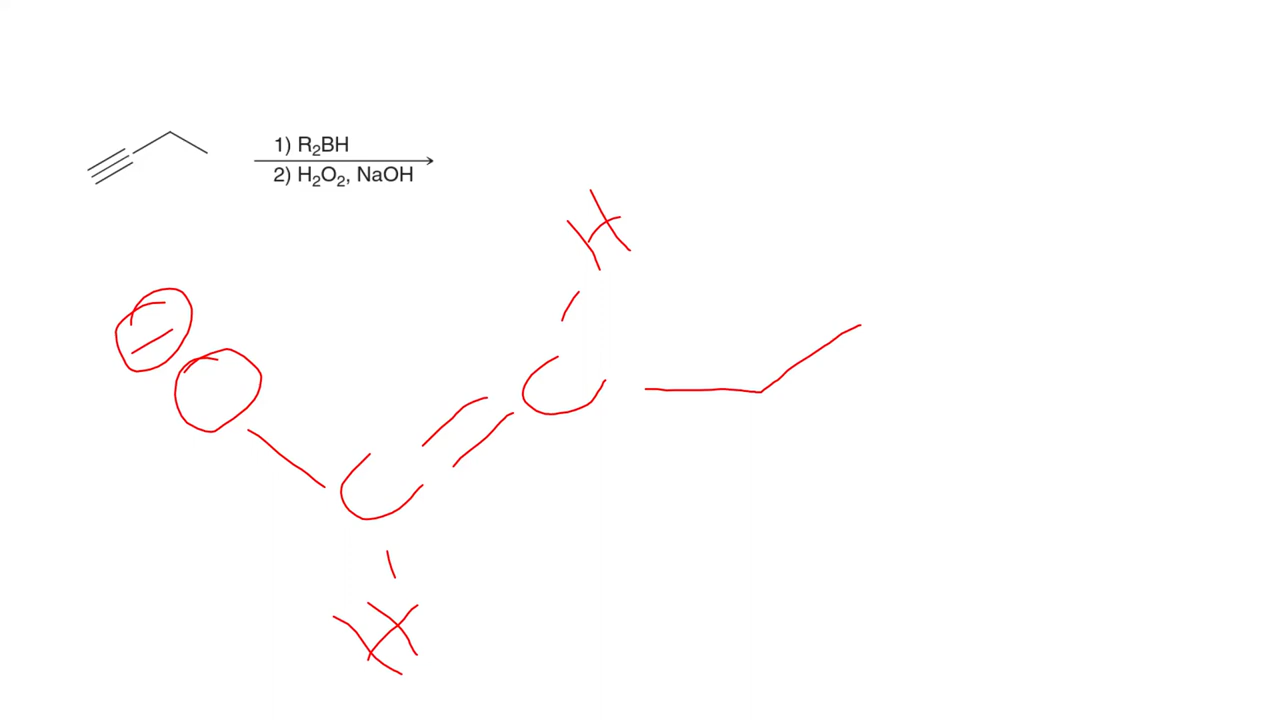 1) R₂BH
2) H₂O₂, NaOH
H
⊖
O
C
C
H